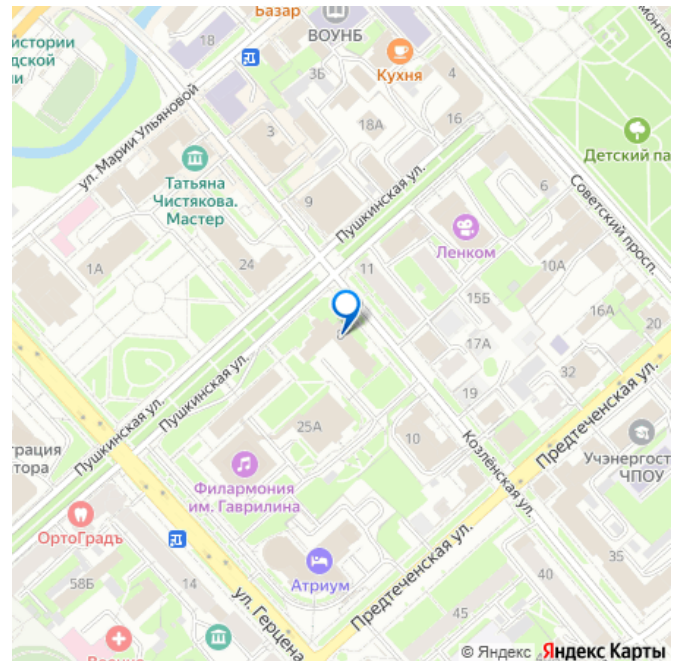 Базар
ВОУНБ
истории
дской
ии
18
3Б
Кухня
4
18А
16
3
ул. Марии Ульяновой
Татьяна
Чистякова.
Мастер
9
Пушкинская ул.
Детский па
6
Советский просп.
Ленком
1А
24
11
10А
15Б
16А
20
17А
32
19
Пушкинская ул.
Пушкинская ул.
25А
10
Козлёнская ул.
Предтеченская ул.
Учэнергост
ЧПОУ
трация
тора
Филармония
им. Гаврилина
ОртоГрадъ
Атриум
Предтеченская ул.
35
40
58Б
14
ул. Герцена
45
© Яндекс Яндекс Карты